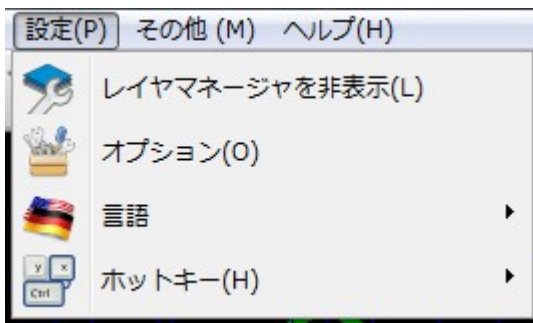 設定(P) その他 (M) ヘルプ(H)
レイヤマネージャを非表示(L)
オプション(O)
言語
ホットキー(H)
y x
Ctrl